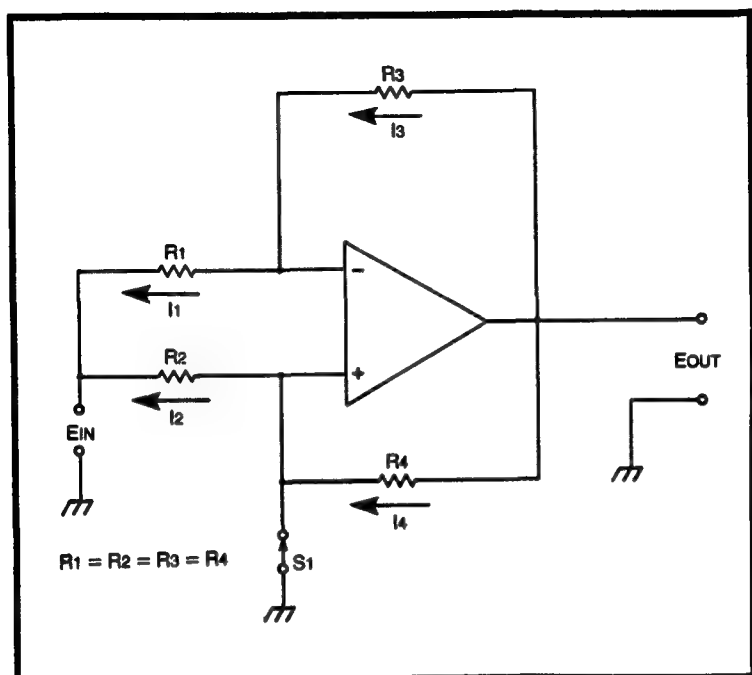 R3
I3
R1
-
I1
R2
+
EOUT
I2
EIN
R4
I4
R1 = R2 = R3 = R4
S1